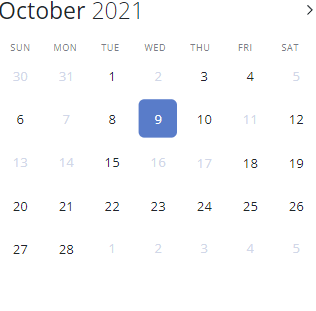 October 2021
SUN MON TUE WED THU FRI SAT
30 31 1 2 3 4 5
6 7 8 9 10 11 12
13 14 15 16 17 18 19
20 21 22 23 24 25 26
27 28 1 2 3 4 5